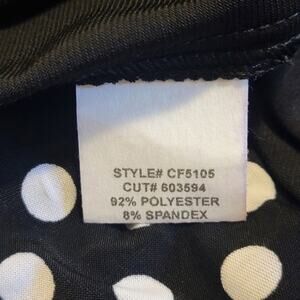 STYLE# CF5105
CUT# 603594
92% POLYESTER
8% SPANDEX